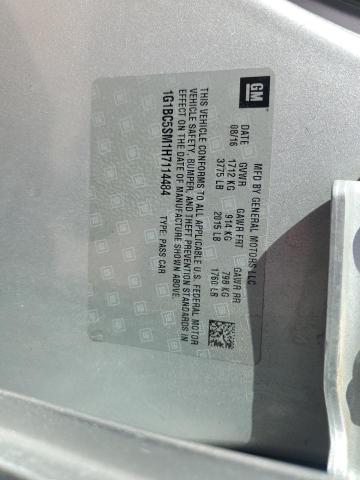 GM
MFD BY GENERAL MOTORS LLC
DATE GVWR GAWR FRT GAWR RR
08/16 1712 KG 914 KG 798 KG
3775 LB 2015 LB 1760 LB
THIS VEHICLE CONFORMS TO ALL APPLICABLE U.S. FEDERAL MOTOR
VEHICLE SAFETY, BUMPER, AND THEFT PREVENTION STANDARDS IN
EFFECT ON THE DATE OF MANUFACTURE SHOWN ABOVE.
1G1BC5SM1H7114484 TYPE: PASS CAR